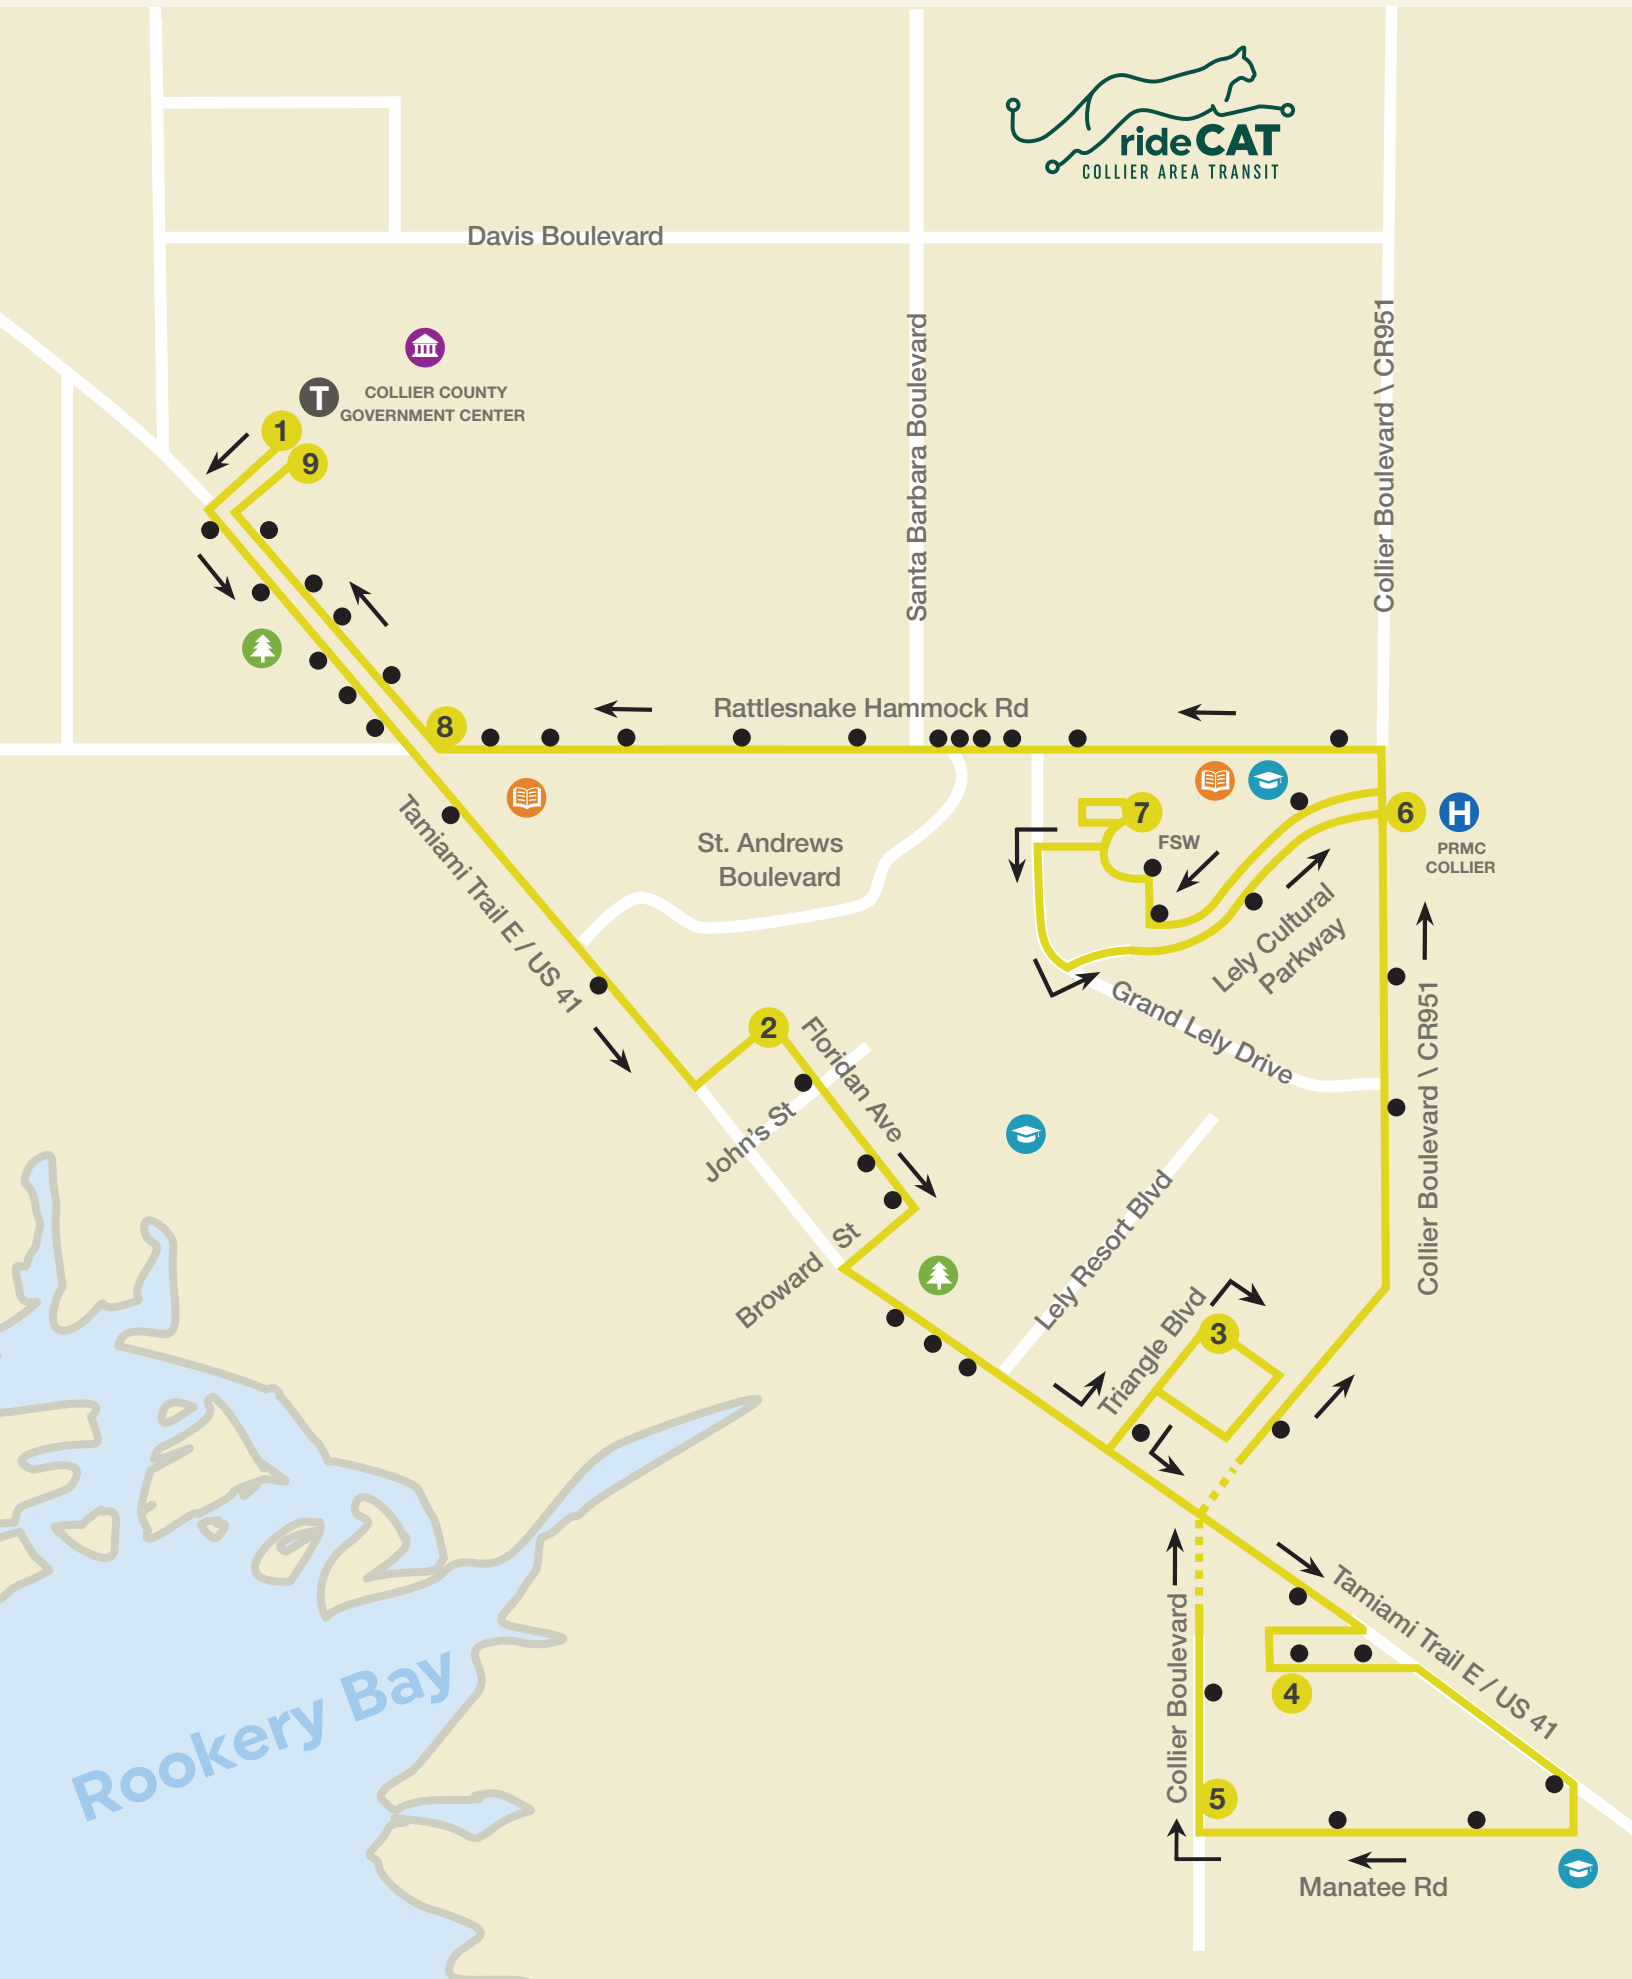 rideCAT
COLLIER AREA TRANSIT
Davis Boulevard
Santa Barbara Boulevard
Collier Boulevard \ CR951
T
COLLIER COUNTY
GOVERNMENT CENTER
1
9
8
Rattlesnake Hammock Rd
7
FSW
6
H
PRMC
COLLIER
St. Andrews
Boulevard
Tamiami Trail E / US 41
Lely Cultural
Parkway
Grand Lely Drive
Collier Boulevard \ CR951
2
Floridan Ave
John's St
Broward St
Lely Resort Blvd
Triangle Blvd
3
Tamiami Trail E / US 41
Collier Boulevard
4
5
Manatee Rd
Rookery Bay